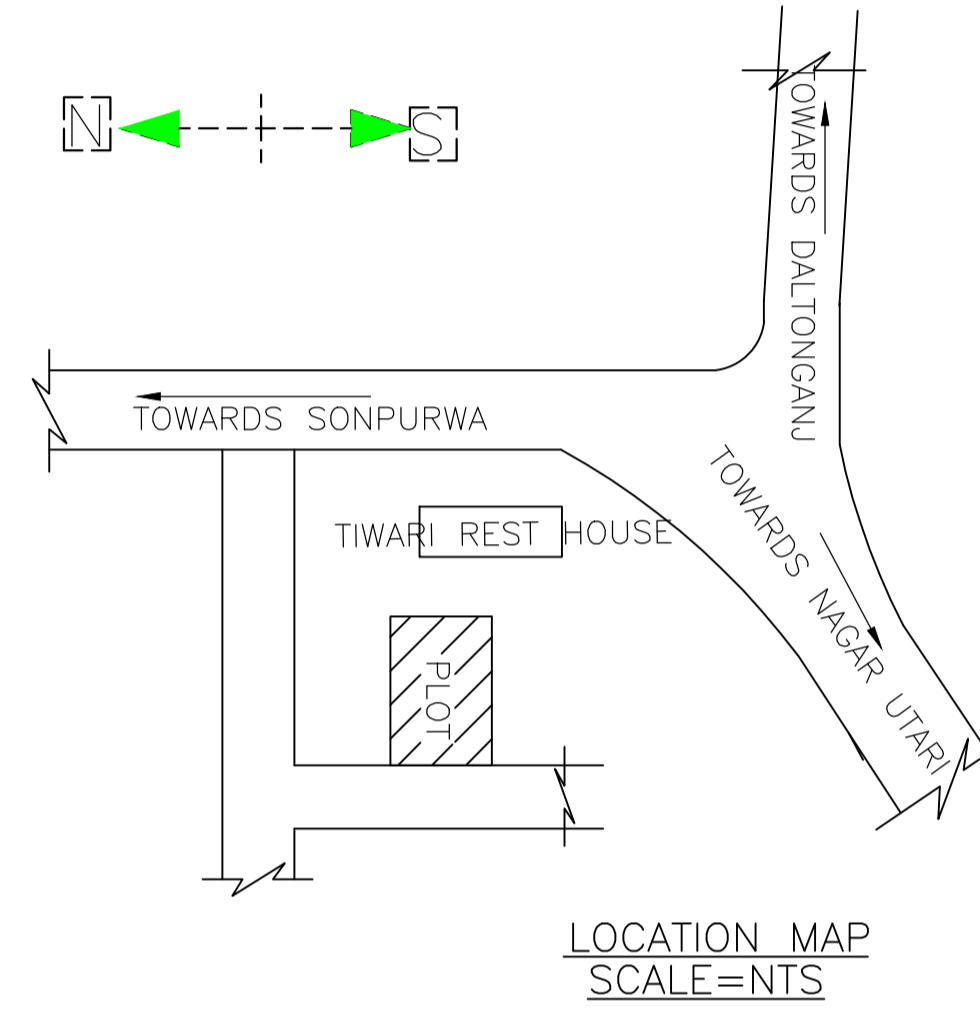 N
S
TOWARDS DALTONGANJ
TOWARDS SONPURWA
TIWARI REST HOUSE
TOWARDS NAGAR UTARI
PLOT
LOCATION MAP
SCALE=NTS